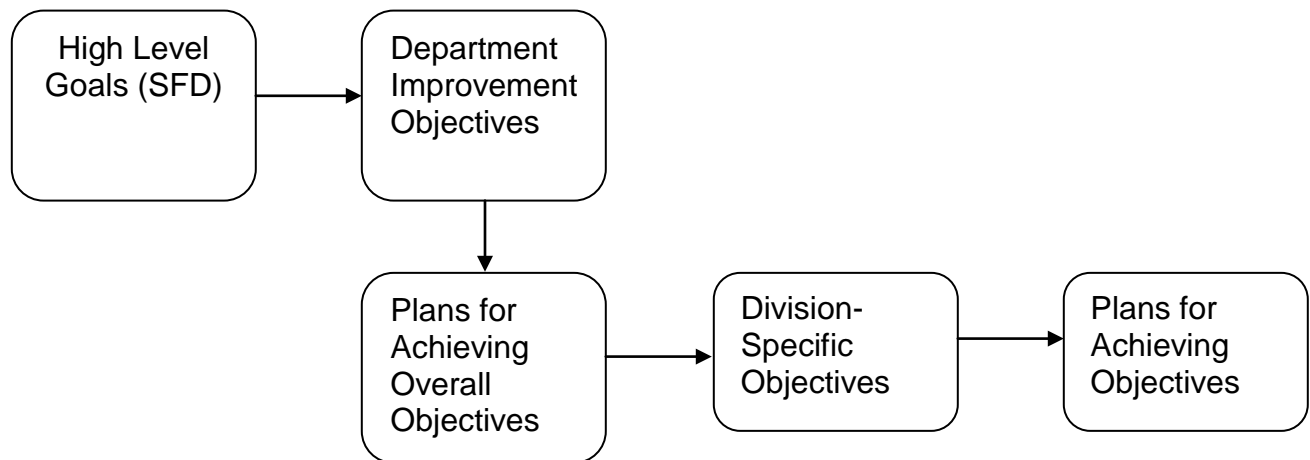 High Level
Goals (SFD)
Department
Improvement
Objectives
Plans for
Achieving
Overall
Objectives
Division-
Specific
Objectives
Plans for
Achieving
Objectives